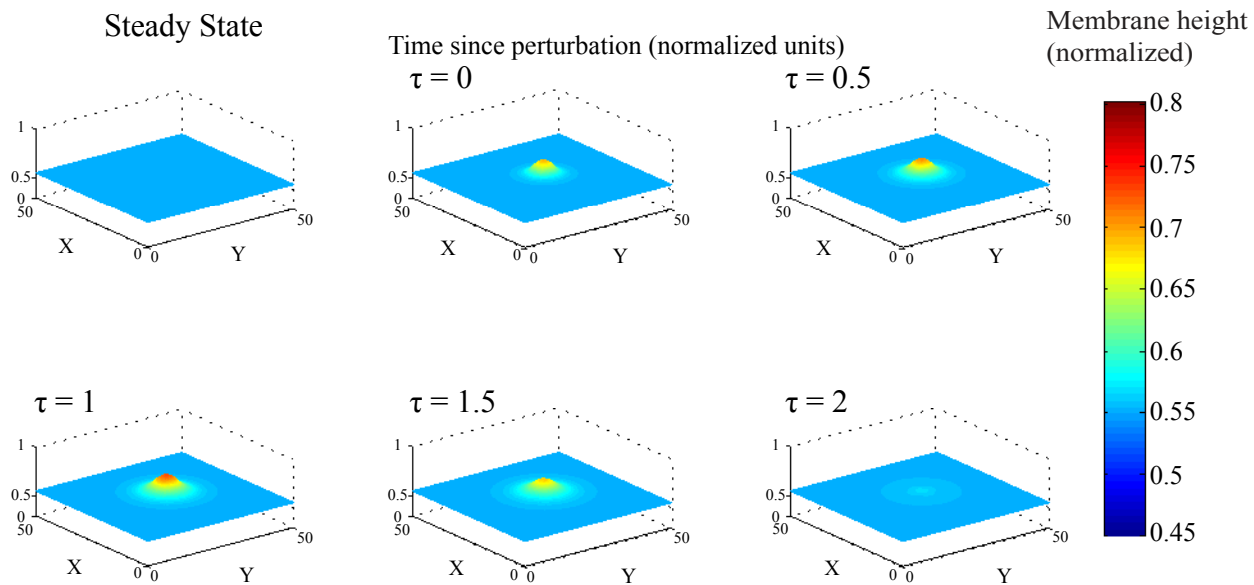 Steady State
Time since perturbation (normalized units)
Membrane height
(normalized)
τ = 0
τ = 0.5
1
0.5
0
50
X
0
0
Y
50
50
X
0
0
Y
50
50
X
0
0
Y
50
1
0.5
0
1
0.5
0
τ = 1
τ = 1.5
τ = 2
1
0.5
0
50
X
0
0
Y
50
1
0.5
0
50
X
0
0
Y
50
1
0.5
0
50
X
0
0
Y
50
0.8
0.75
0.7
0.65
0.6
0.55
0.5
0.45